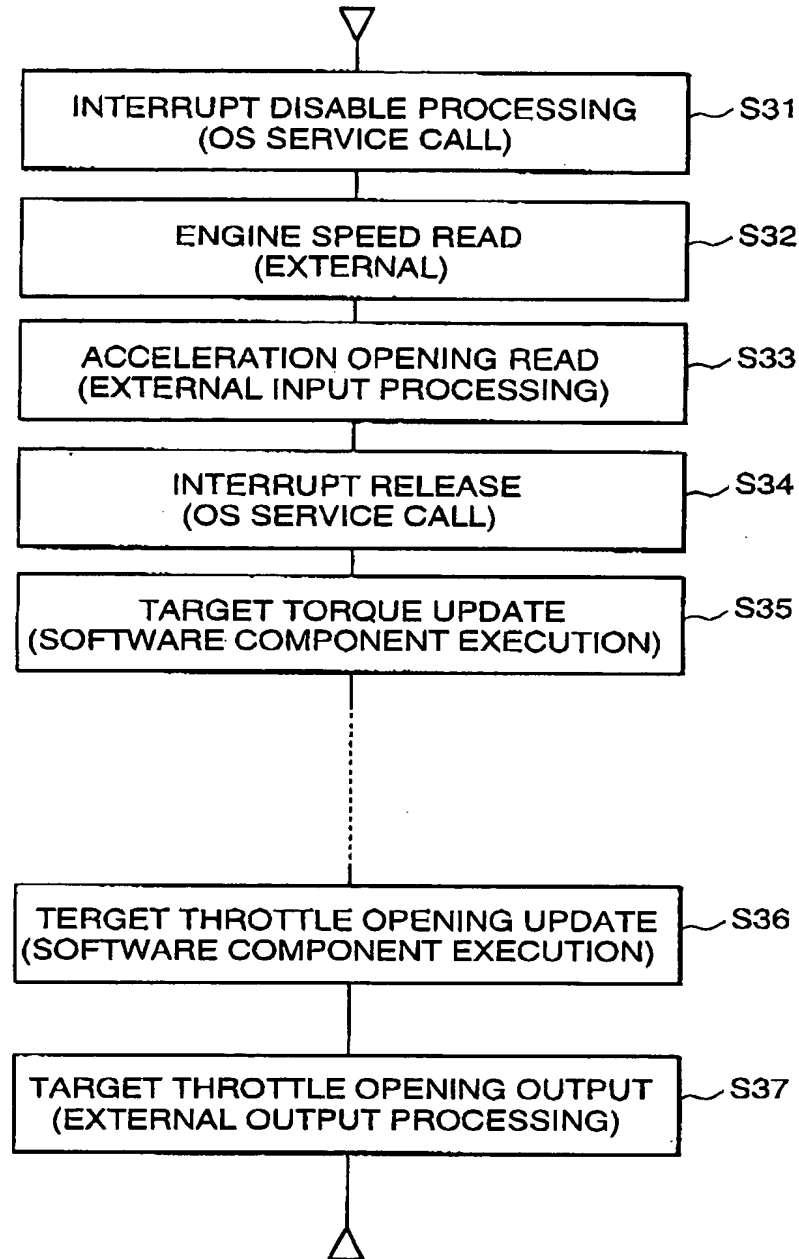 INTERRUPT DISABLE PROCESSING
(OS SERVICE CALL)
S31
ENGINE SPEED READ
(EXTERNAL)
S32
ACCELERATION OPENING READ
(EXTERNAL INPUT PROCESSING)
S33
INTERRUPT RELEASE
(OS SERVICE CALL)
S34
TARGET TORQUE UPDATE
(SOFTWARE COMPONENT EXECUTION)
S35
TERGET THROTTLE OPENING UPDATE
(SOFTWARE COMPONENT EXECUTION)
S36
TARGET THROTTLE OPENING OUTPUT
(EXTERNAL OUTPUT PROCESSING)
S37